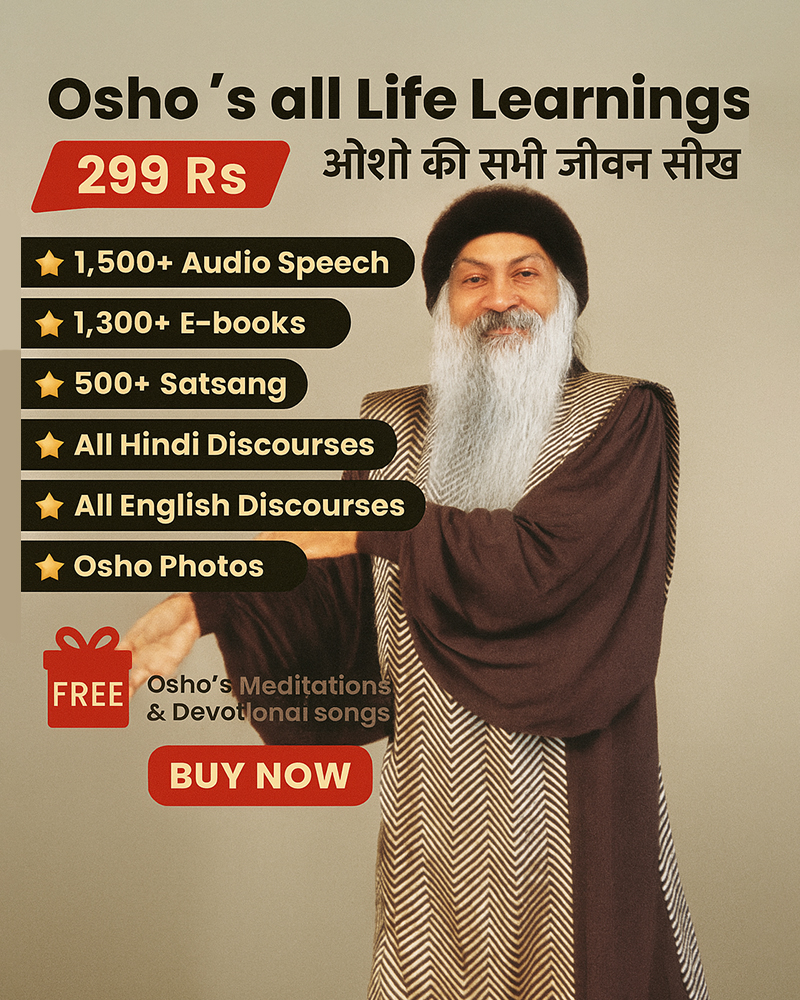 Osho 's all Life Learnings
299 Rs
ओशो की सभी जीवन सीख
1,500+ Audio Speech
1,300+ E-books
500+ Satsang
All Hindi Discourses
All English Discourses
Osho Photos
FREE
Osho's Meditations
& Devotlonai songs
BUY NOW